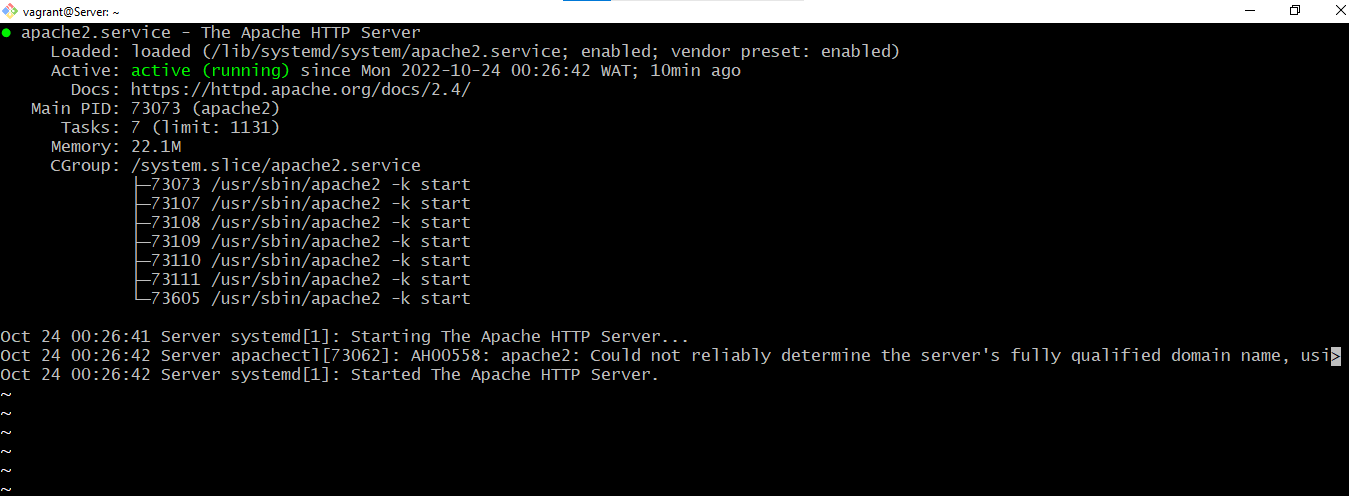 vagrant@Server: ~
● apache2.service - The Apache HTTP Server
     Loaded: loaded (/lib/systemd/system/apache2.service; enabled; vendor preset: enabled)
     Active: active (running) since Mon 2022-10-24 00:26:42 WAT; 10min ago
       Docs: https://httpd.apache.org/docs/2.4/
   Main PID: 73073 (apache2)
      Tasks: 7 (limit: 1131)
     Memory: 22.1M
     CGroup: /system.slice/apache2.service
             ├─73073 /usr/sbin/apache2 -k start
             ├─73107 /usr/sbin/apache2 -k start
             ├─73108 /usr/sbin/apache2 -k start
             ├─73109 /usr/sbin/apache2 -k start
             ├─73110 /usr/sbin/apache2 -k start
             ├─73111 /usr/sbin/apache2 -k start
             └─73605 /usr/sbin/apache2 -k start
Oct 24 00:26:41 Server systemd[1]: Starting The Apache HTTP Server...
Oct 24 00:26:42 Server apachectl[73062]: AH00558: apache2: Could not reliably determine the server's fully qualified domain name, usi>
Oct 24 00:26:42 Server systemd[1]: Started The Apache HTTP Server.
~
~
~
~
~
~